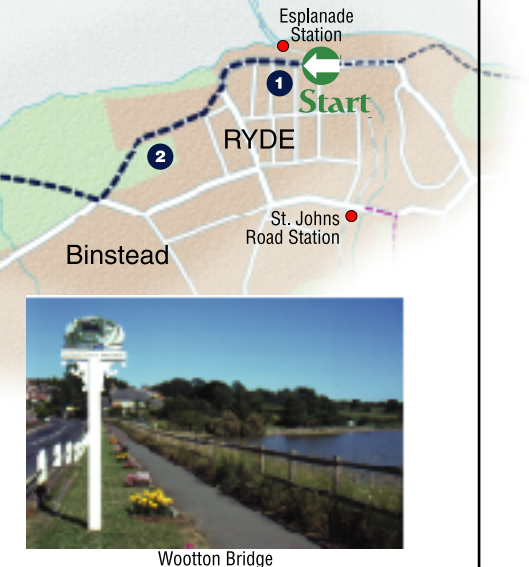 Esplanade
Station
1
Start
2
RYDE
St. Johns
Road Station
Binstead
Wootton Bridge